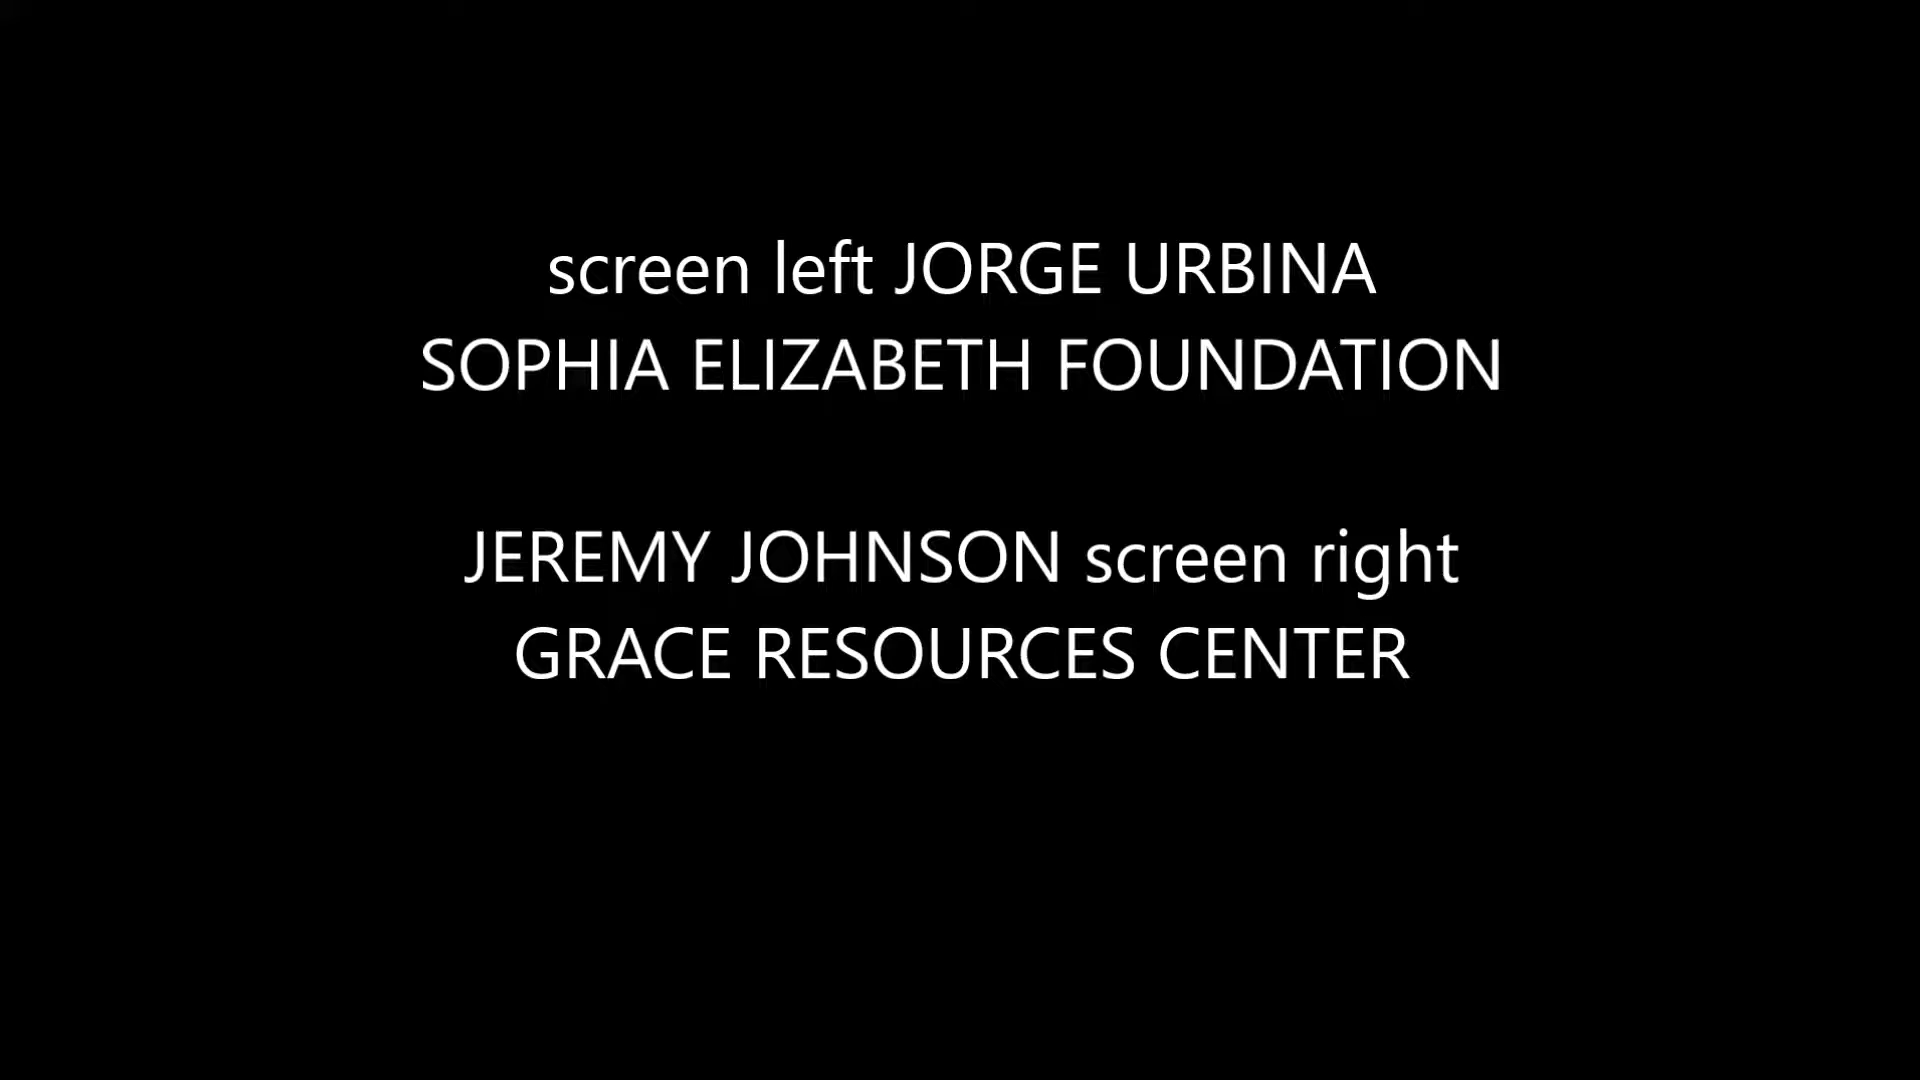 screen left JORGE URBINA
SOPHIA ELIZABETH FOUNDATION
JEREMY JOHNSON screen right
GRACE RESOURCES CENTER